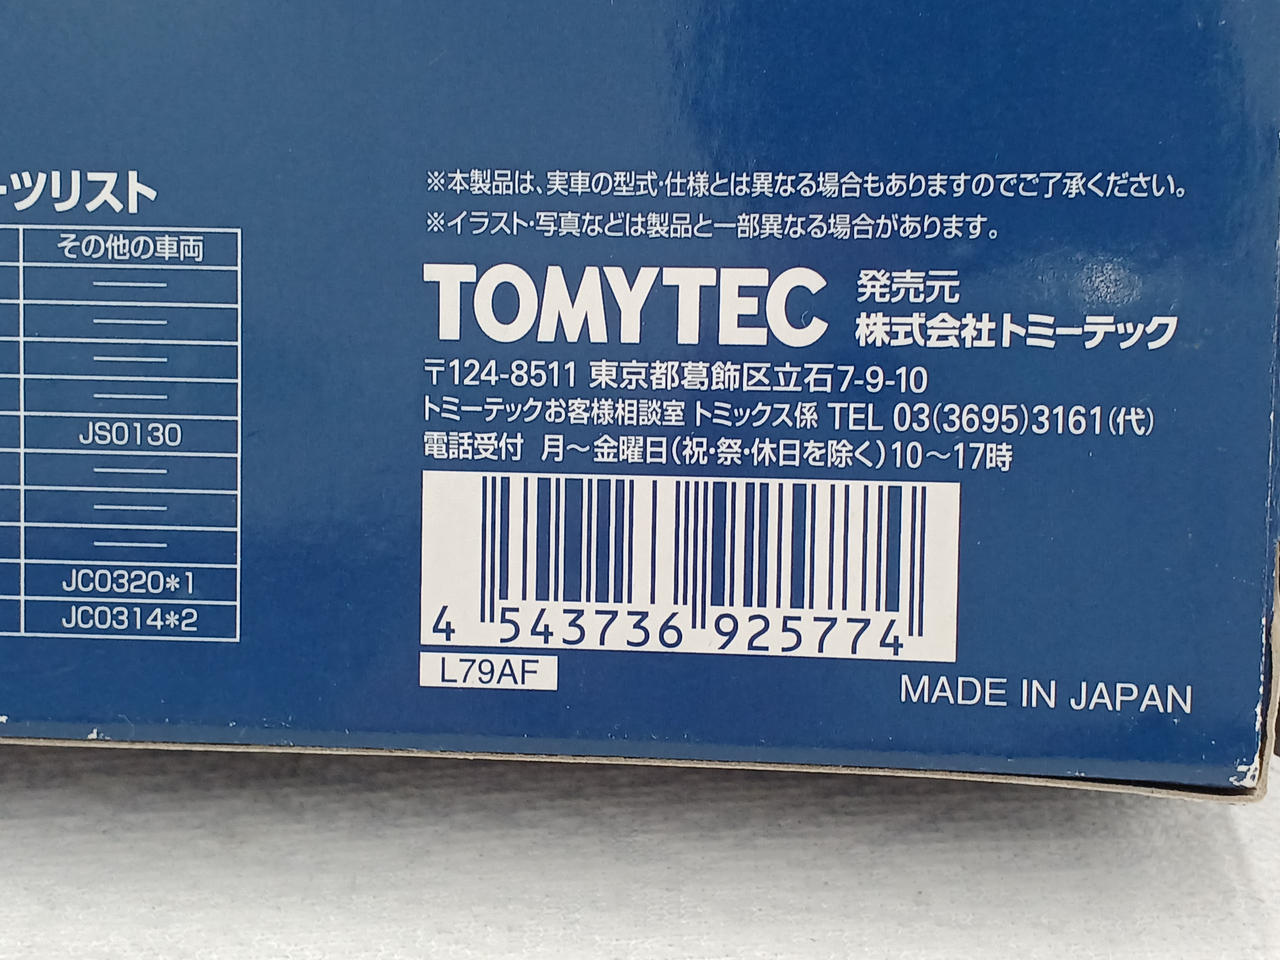 ーツリスト
その他の車両
JS0130
JC0320*1
JC0314*2
※本製品は、実車の型式・仕様とは異なる場合もありますのでご了承ください。
※イラスト・写真などは製品と一部異なる場合があります。
TOMYTEC 発売元
株式会社トミーテック
〒124-8511 東京都葛飾区立石7-9-10
トミーテックお客様相談室 トミックス係 TEL 03(3695)3161(代)
電話受付 月〜金曜日(祝・祭・休日を除く)10〜17時
4 543736 925774
L79AF
MADE IN JAPAN